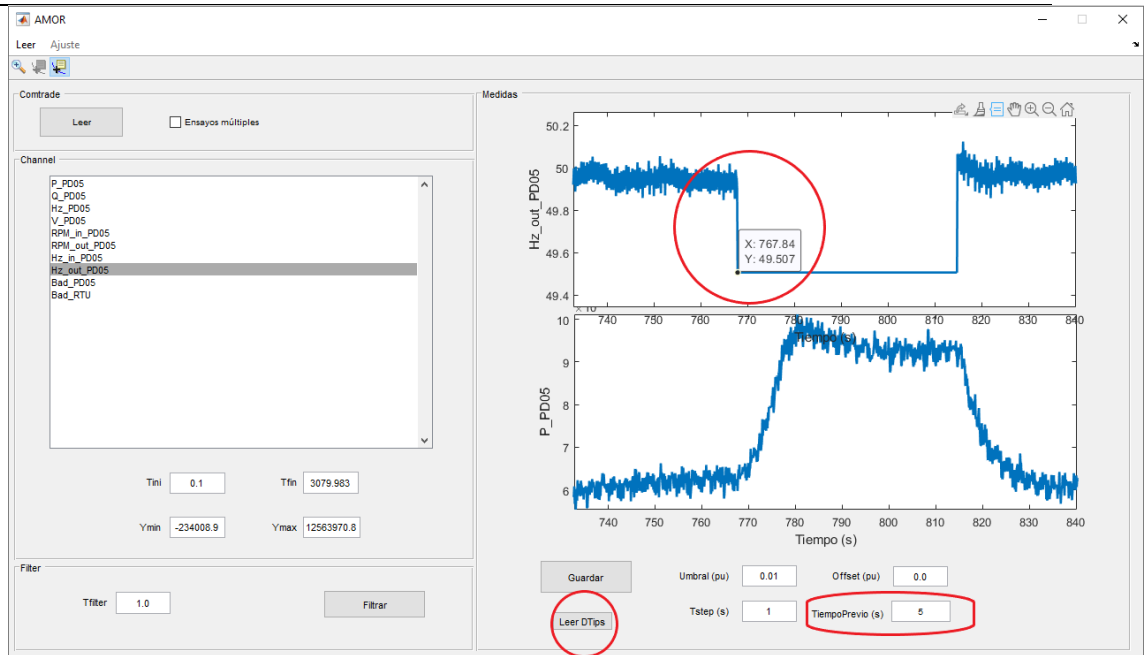 AMOR
Leer Ajuste
Comtrade
Leer
Ensayos múltiples
Channel
P_PD05
Q_PD05
Hz_PD05
V_PD05
RPM_in_PD05
RPM_out_PD05
Hz_in_PD05
Hz_out_PD05
Bad_PD05
Bad_RTU
Tini 0.1 Tfin 3079.983
Ymin -234008.9 Ymax 12563970.8
Filter
Tfilter 1.0 Filtrar
Medidas
Hz_out_PD05
50.2
50
49.8
49.6
49.4
X: 767.84
Y: 49.507
740 750 760 770 780 790 800 810 820 830 840
Tiempo (s)
P_PD05
10
9
8
7
6
740 750 760 770 780 790 800 810 820 830 840
Tiempo (s)
Guardar Umbral (pu) 0.01 Offset (pu) 0.0
Leer DTips Tstep (s) 1 TiempoPrevio (s) 5